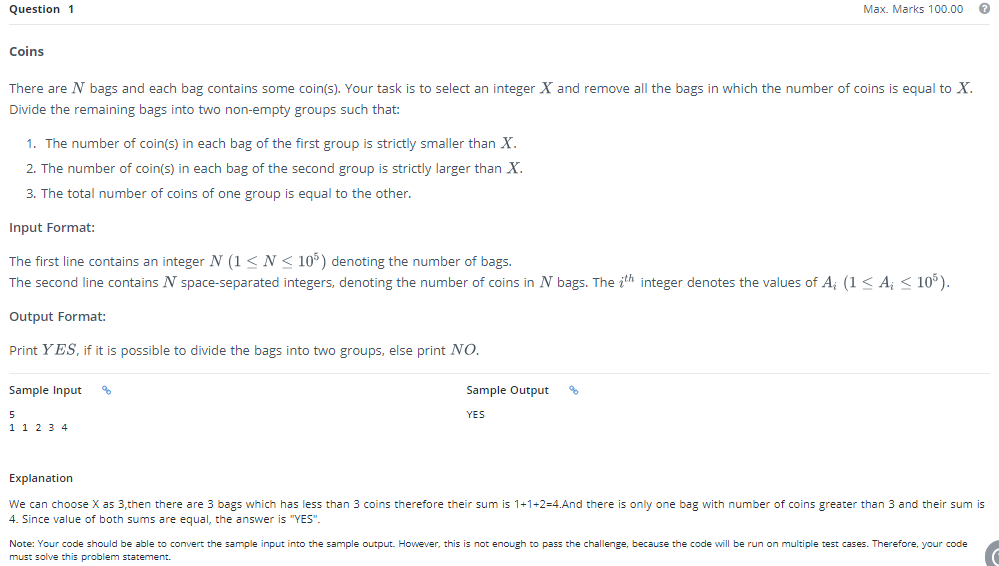 Question 1 Max. Marks 100.00
Coins
There are N bags and each bag contains some coin(s). Your task is to select an integer X and remove all the bags in which the number of coins is equal to X.
Divide the remaining bags into two non-empty groups such that:
1. The number of coin(s) in each bag of the first group is strictly smaller than X.
2. The number of coin(s) in each bag of the second group is strictly larger than X.
3. The total number of coins of one group is equal to the other.
Input Format:
The first line contains an integer N (1 ≤ N ≤ 10⁵) denoting the number of bags.
The second line contains N space-separated integers, denoting the number of coins in N bags. The iᵗʰ integer denotes the values of Aᵢ (1 ≤ Aᵢ ≤ 10⁵).
Output Format:
Print YES, if it is possible to divide the bags into two groups, else print NO.
Sample Input Sample Output
5 YES
1 1 2 3 4
Explanation
We can choose X as 3,then there are 3 bags which has less than 3 coins therefore their sum is 1+1+2=4.And there is only one bag with number of coins greater than 3 and their sum is
4. Since value of both sums are equal, the answer is "YES".
Note: Your code should be able to convert the sample input into the sample output. However, this is not enough to pass the challenge, because the code will be run on multiple test cases. Therefore, your code
must solve this problem statement.